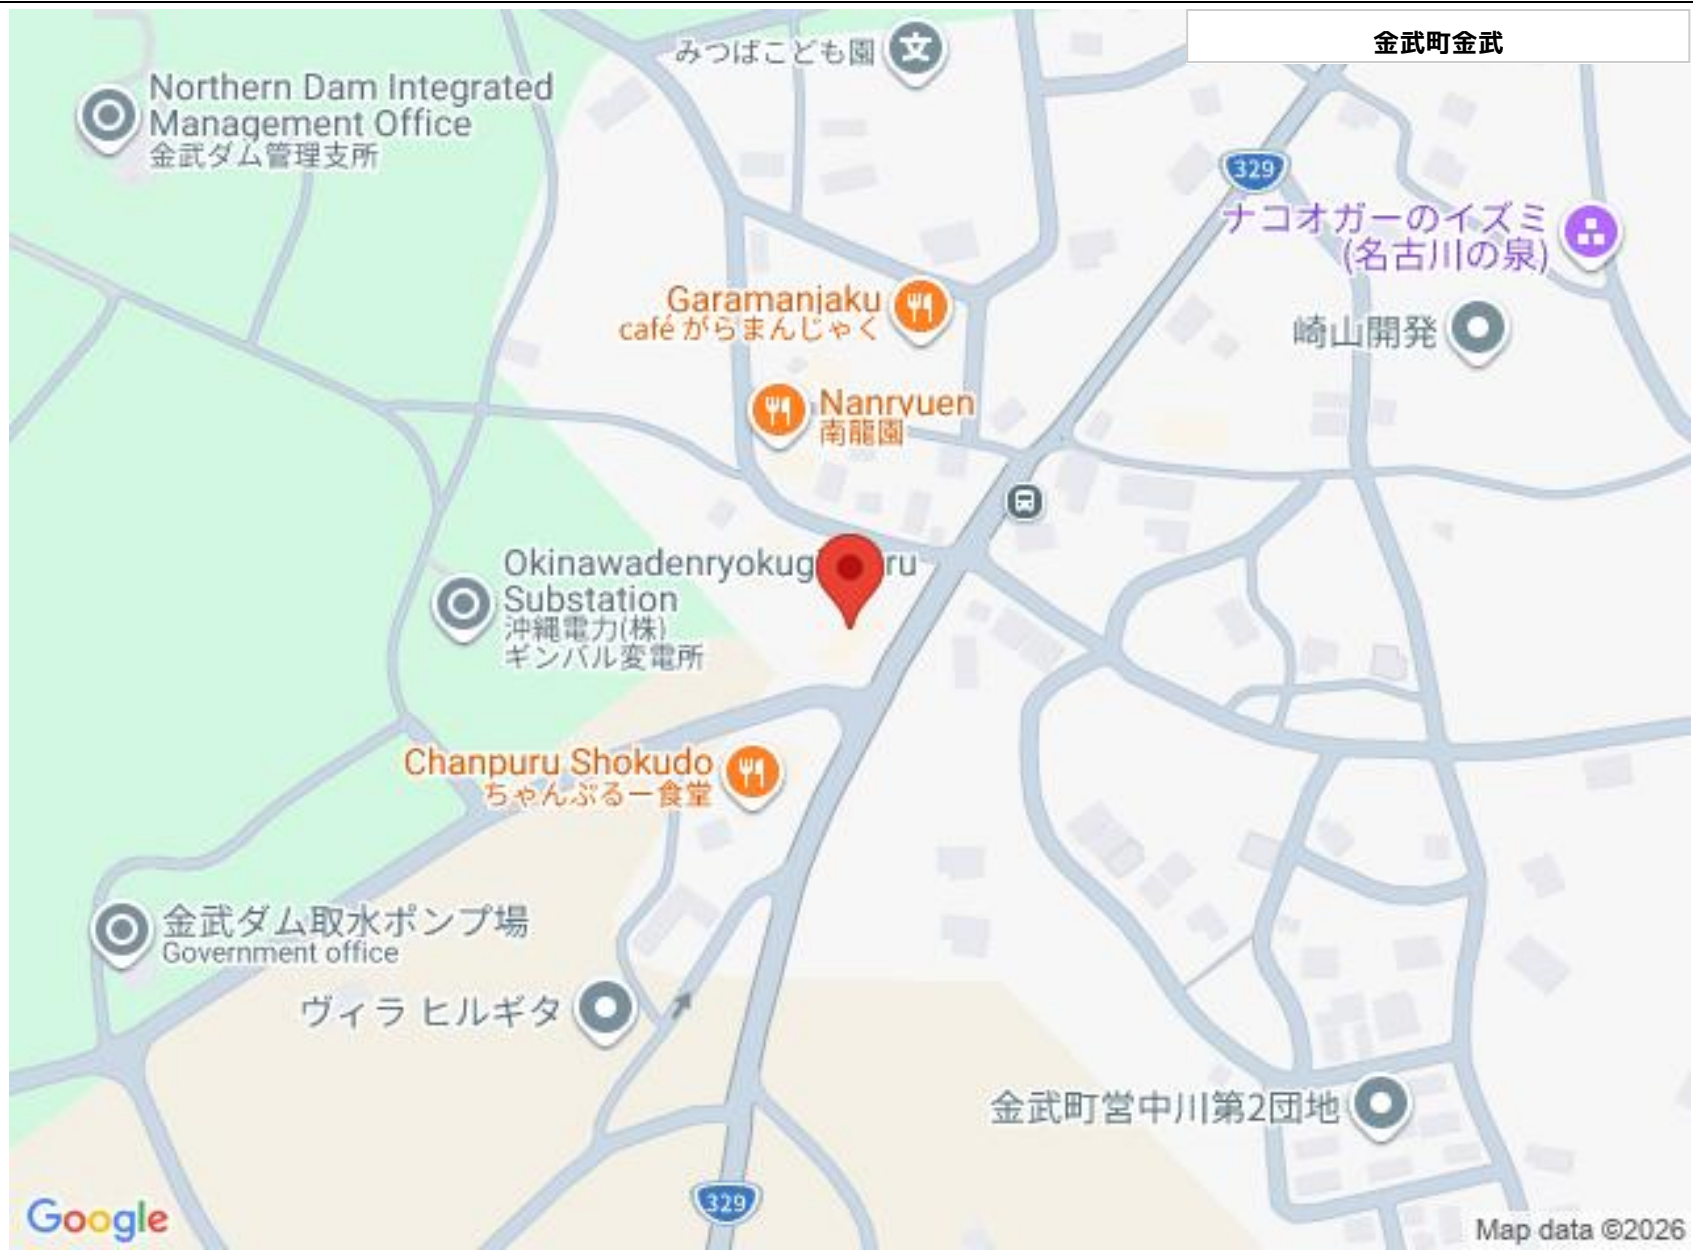 金武町金武
みつばこども園
Northern Dam Integrated
Management Office
金武ダム管理支所
329
ナコオガーのイズミ
(名古川の泉)
Garamanjaku
café がらまんじゃく
崎山開発
Nanryuen
南龍園
Okinawadenryokugi ru
Substation
沖縄電力(株)
ギンバル変電所
Chanpuru Shokudo
ちゃんぷるー食堂
金武ダム取水ポンプ場
Government office
ヴィラ ヒルギタ
金武町営中川第2団地
329
Google
Map data ©2026